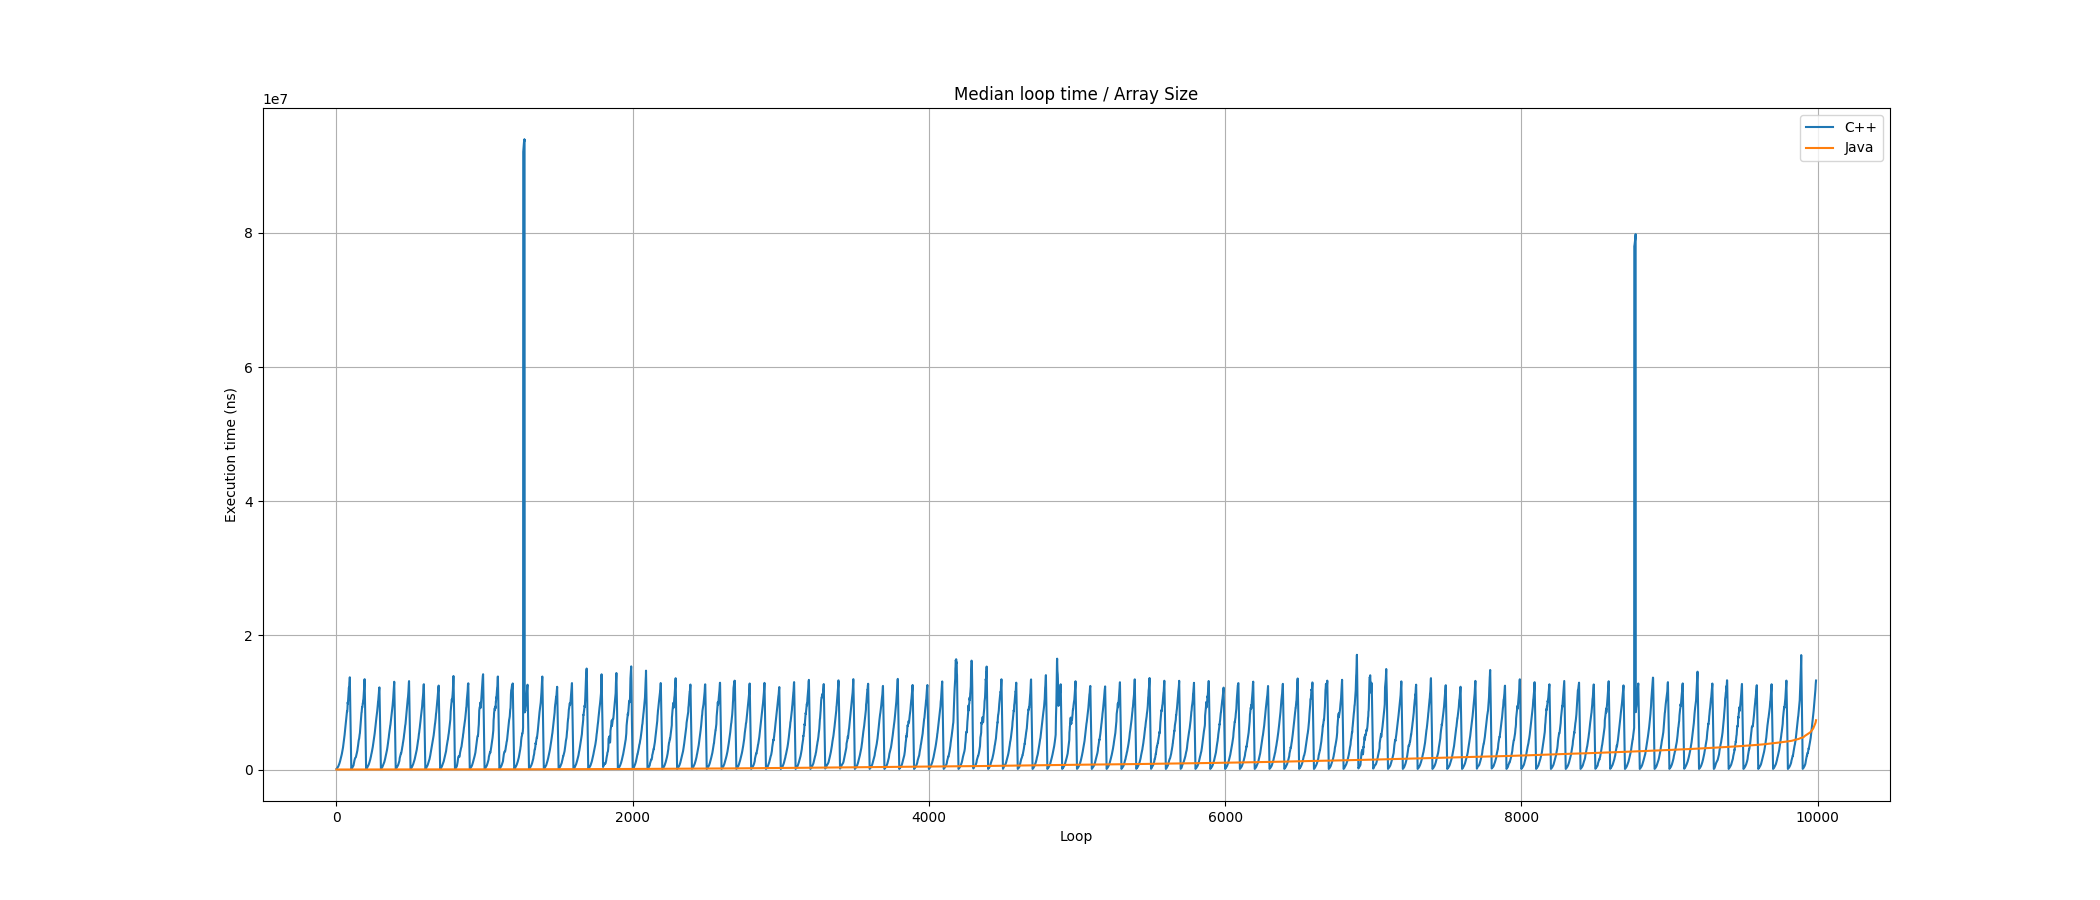 Median loop time / Array Size
1e7
C++
Java
8
6
4
2
0
Execution time (ns)
0 2000 4000 6000 8000 10000
Loop